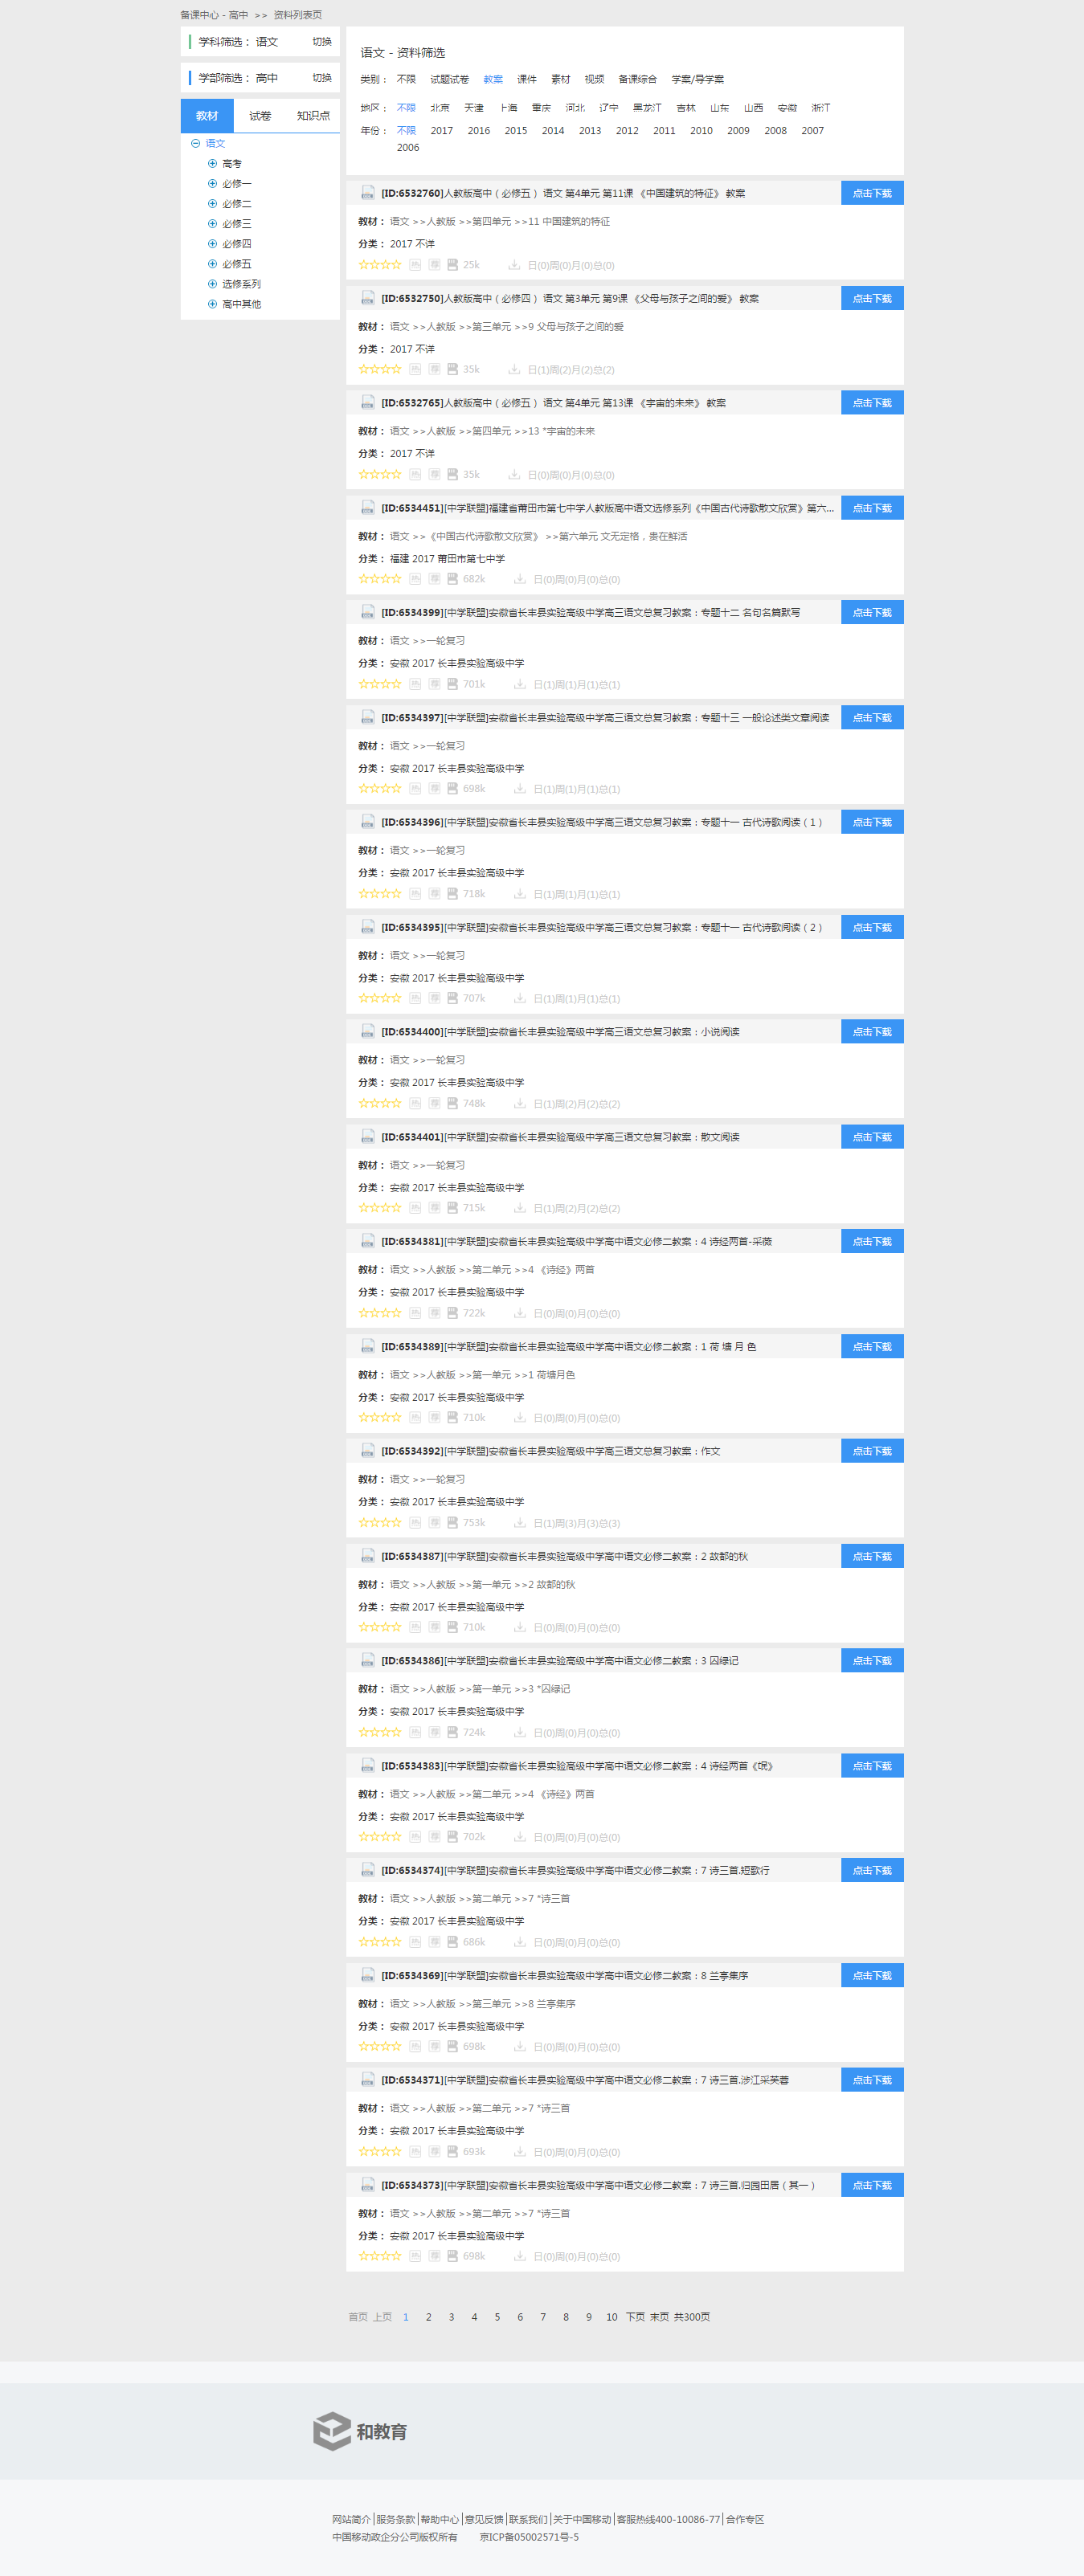 备课中心 - 高中 >> 资料列表页
学科筛选： 语文 切换
学部筛选： 高中 切换
教材 试卷 知识点
语文
高考
必修一
必修二
必修三
必修四
必修五
选修系列
高中其他
语文 - 资料筛选
类别： 不限 试题试卷 教案 课件 素材 视频 备课综合 学案/导学案
地区： 不限 北京 天津 上海 重庆 河北 辽宁 黑龙江 吉林 山东 山西 安徽 浙江
年份： 不限 2017 2016 2015 2014 2013 2012 2011 2010 2009 2008 2007
2006
[ID:6532760]人教版高中（必修五） 语文 第4单元 第11课 《中国建筑的特征》 教案 点击下载
教材： 语文 >>人教版 >>第四单元 >>11 中国建筑的特征
分类： 2017 不详
25k 日(0)周(0)月(0)总(0)
[ID:6532750]人教版高中（必修四） 语文 第3单元 第9课 《父母与孩子之间的爱》 教案 点击下载
教材： 语文 >>人教版 >>第三单元 >>9 父母与孩子之间的爱
分类： 2017 不详
35k 日(1)周(2)月(2)总(2)
[ID:6532765]人教版高中（必修五） 语文 第4单元 第13课 《宇宙的未来》 教案 点击下载
教材： 语文 >>人教版 >>第四单元 >>13 *宇宙的未来
分类： 2017 不详
35k 日(0)周(0)月(0)总(0)
[ID:6534451][中学联盟]福建省莆田市第七中学人教版高中语文选修系列《中国古代诗歌散文欣赏》第六... 点击下载
教材： 语文 >>《中国古代诗歌散文欣赏》 >>第六单元 文无定格，贵在鲜活
分类： 福建 2017 莆田市第七中学
682k 日(0)周(0)月(0)总(0)
[ID:6534399][中学联盟]安徽省长丰县实验高级中学高三语文总复习教案：专题十二 名句名篇默写 点击下载
教材： 语文 >>一轮复习
分类： 安徽 2017 长丰县实验高级中学
701k 日(1)周(1)月(1)总(1)
[ID:6534397][中学联盟]安徽省长丰县实验高级中学高三语文总复习教案：专题十三 一般论述类文章阅读 点击下载
教材： 语文 >>一轮复习
分类： 安徽 2017 长丰县实验高级中学
698k 日(1)周(1)月(1)总(1)
[ID:6534396][中学联盟]安徽省长丰县实验高级中学高三语文总复习教案：专题十一 古代诗歌阅读（1） 点击下载
教材： 语文 >>一轮复习
分类： 安徽 2017 长丰县实验高级中学
718k 日(1)周(1)月(1)总(1)
[ID:6534395][中学联盟]安徽省长丰县实验高级中学高三语文总复习教案：专题十一 古代诗歌阅读（2） 点击下载
教材： 语文 >>一轮复习
分类： 安徽 2017 长丰县实验高级中学
707k 日(1)周(1)月(1)总(1)
[ID:6534400][中学联盟]安徽省长丰县实验高级中学高三语文总复习教案：小说阅读 点击下载
教材： 语文 >>一轮复习
分类： 安徽 2017 长丰县实验高级中学
748k 日(1)周(2)月(2)总(2)
[ID:6534401][中学联盟]安徽省长丰县实验高级中学高三语文总复习教案：散文阅读 点击下载
教材： 语文 >>一轮复习
分类： 安徽 2017 长丰县实验高级中学
715k 日(1)周(2)月(2)总(2)
[ID:6534381][中学联盟]安徽省长丰县实验高级中学高中语文必修二教案：4 诗经两首-采薇 点击下载
教材： 语文 >>人教版 >>第二单元 >>4 《诗经》两首
分类： 安徽 2017 长丰县实验高级中学
722k 日(0)周(0)月(0)总(0)
[ID:6534389][中学联盟]安徽省长丰县实验高级中学高中语文必修二教案：1 荷 塘 月 色 点击下载
教材： 语文 >>人教版 >>第一单元 >>1 荷塘月色
分类： 安徽 2017 长丰县实验高级中学
710k 日(0)周(0)月(0)总(0)
[ID:6534392][中学联盟]安徽省长丰县实验高级中学高三语文总复习教案：作文 点击下载
教材： 语文 >>一轮复习
分类： 安徽 2017 长丰县实验高级中学
753k 日(1)周(3)月(3)总(3)
[ID:6534387][中学联盟]安徽省长丰县实验高级中学高中语文必修二教案：2 故都的秋 点击下载
教材： 语文 >>人教版 >>第一单元 >>2 故都的秋
分类： 安徽 2017 长丰县实验高级中学
710k 日(0)周(0)月(0)总(0)
[ID:6534386][中学联盟]安徽省长丰县实验高级中学高中语文必修二教案：3 囚绿记 点击下载
教材： 语文 >>人教版 >>第一单元 >>3 *囚绿记
分类： 安徽 2017 长丰县实验高级中学
724k 日(0)周(0)月(0)总(0)
[ID:6534383][中学联盟]安徽省长丰县实验高级中学高中语文必修二教案：4 诗经两首《氓》 点击下载
教材： 语文 >>人教版 >>第二单元 >>4 《诗经》两首
分类： 安徽 2017 长丰县实验高级中学
702k 日(0)周(0)月(0)总(0)
[ID:6534374][中学联盟]安徽省长丰县实验高级中学高中语文必修二教案：7 诗三首.短歌行 点击下载
教材： 语文 >>人教版 >>第二单元 >>7 *诗三首
分类： 安徽 2017 长丰县实验高级中学
686k 日(0)周(0)月(0)总(0)
[ID:6534369][中学联盟]安徽省长丰县实验高级中学高中语文必修二教案：8 兰亭集序 点击下载
教材： 语文 >>人教版 >>第三单元 >>8 兰亭集序
分类： 安徽 2017 长丰县实验高级中学
698k 日(0)周(0)月(0)总(0)
[ID:6534371][中学联盟]安徽省长丰县实验高级中学高中语文必修二教案：7 诗三首.涉江采芙蓉 点击下载
教材： 语文 >>人教版 >>第二单元 >>7 *诗三首
分类： 安徽 2017 长丰县实验高级中学
693k 日(0)周(0)月(0)总(0)
[ID:6534373][中学联盟]安徽省长丰县实验高级中学高中语文必修二教案：7 诗三首.归园田居（其一） 点击下载
教材： 语文 >>人教版 >>第二单元 >>7 *诗三首
分类： 安徽 2017 长丰县实验高级中学
698k 日(0)周(0)月(0)总(0)
首页 上页 1 2 3 4 5 6 7 8 9 10 下页 末页 共300页
和教育
网站简介 | 服务条款 | 帮助中心 | 意见反馈 | 联系我们 | 关于中国移动 | 客服热线400-10086-77 | 合作专区
中国移动政企分公司版权所有 京ICP备05002571号-5